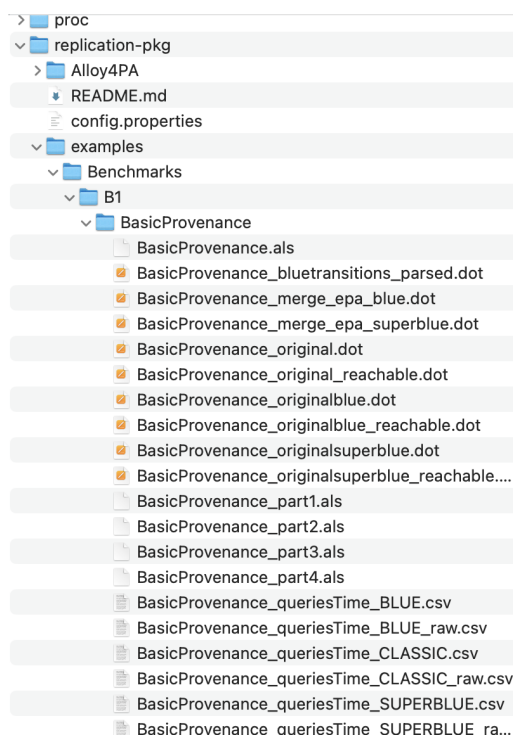 proc
replication-pkg
Alloy4PA
README.md
config.properties
examples
Benchmarks
B1
BasicProvenance
BasicProvenance.als
BasicProvenance_bluetransitions_parsed.dot
BasicProvenance_merge_epa_blue.dot
BasicProvenance_merge_epa_superblue.dot
BasicProvenance_original.dot
BasicProvenance_original_reachable.dot
BasicProvenance_originalblue.dot
BasicProvenance_originalblue_reachable.dot
BasicProvenance_originalsuperblue.dot
BasicProvenance_originalsuperblue_reachable....
BasicProvenance_part1.als
BasicProvenance_part2.als
BasicProvenance_part3.als
BasicProvenance_part4.als
BasicProvenance_queriesTime_BLUE.csv
BasicProvenance_queriesTime_BLUE_raw.csv
BasicProvenance_queriesTime_CLASSIC.csv
BasicProvenance_queriesTime_CLASSIC_raw.csv
BasicProvenance_queriesTime_SUPERBLUE.csv
BasicProvenance_queriesTime_SUPERBLUE_ra...